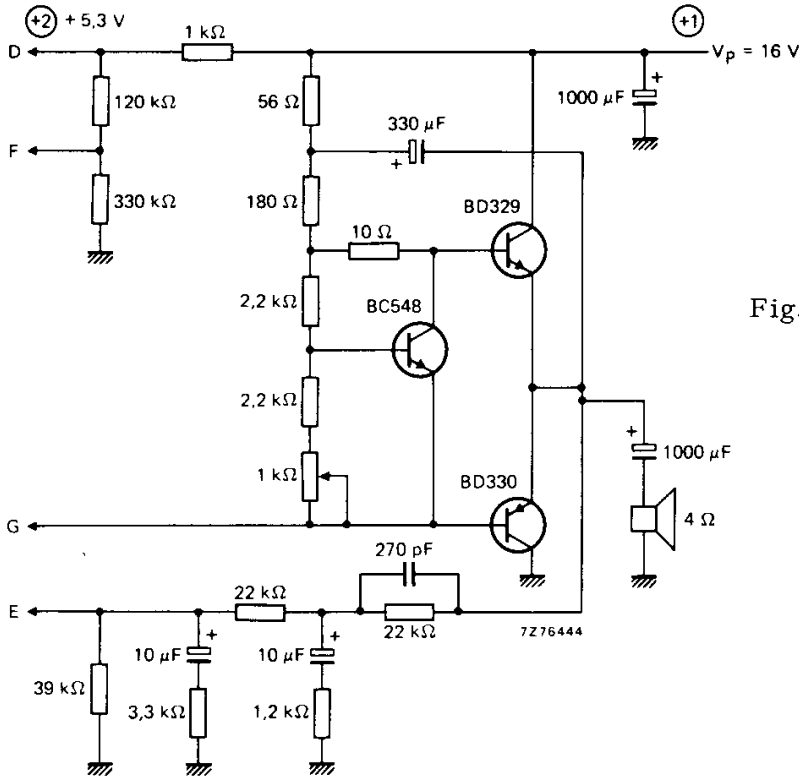 +2 + 5,3 V
1 kΩ
+1
D
Vp = 16 V
120 kΩ
56 Ω
1000 μF
+
330 μF
+
F
330 kΩ
180 Ω
BD329
10 Ω
2,2 kΩ
BC548
Fig.
2,2 kΩ
+
1000 μF
1 kΩ
BD330
4 Ω
G
270 pF
22 kΩ
E
22 kΩ
7Z76444
+
+
10 μF
10 μF
39 kΩ
3,3 kΩ
1,2 kΩ